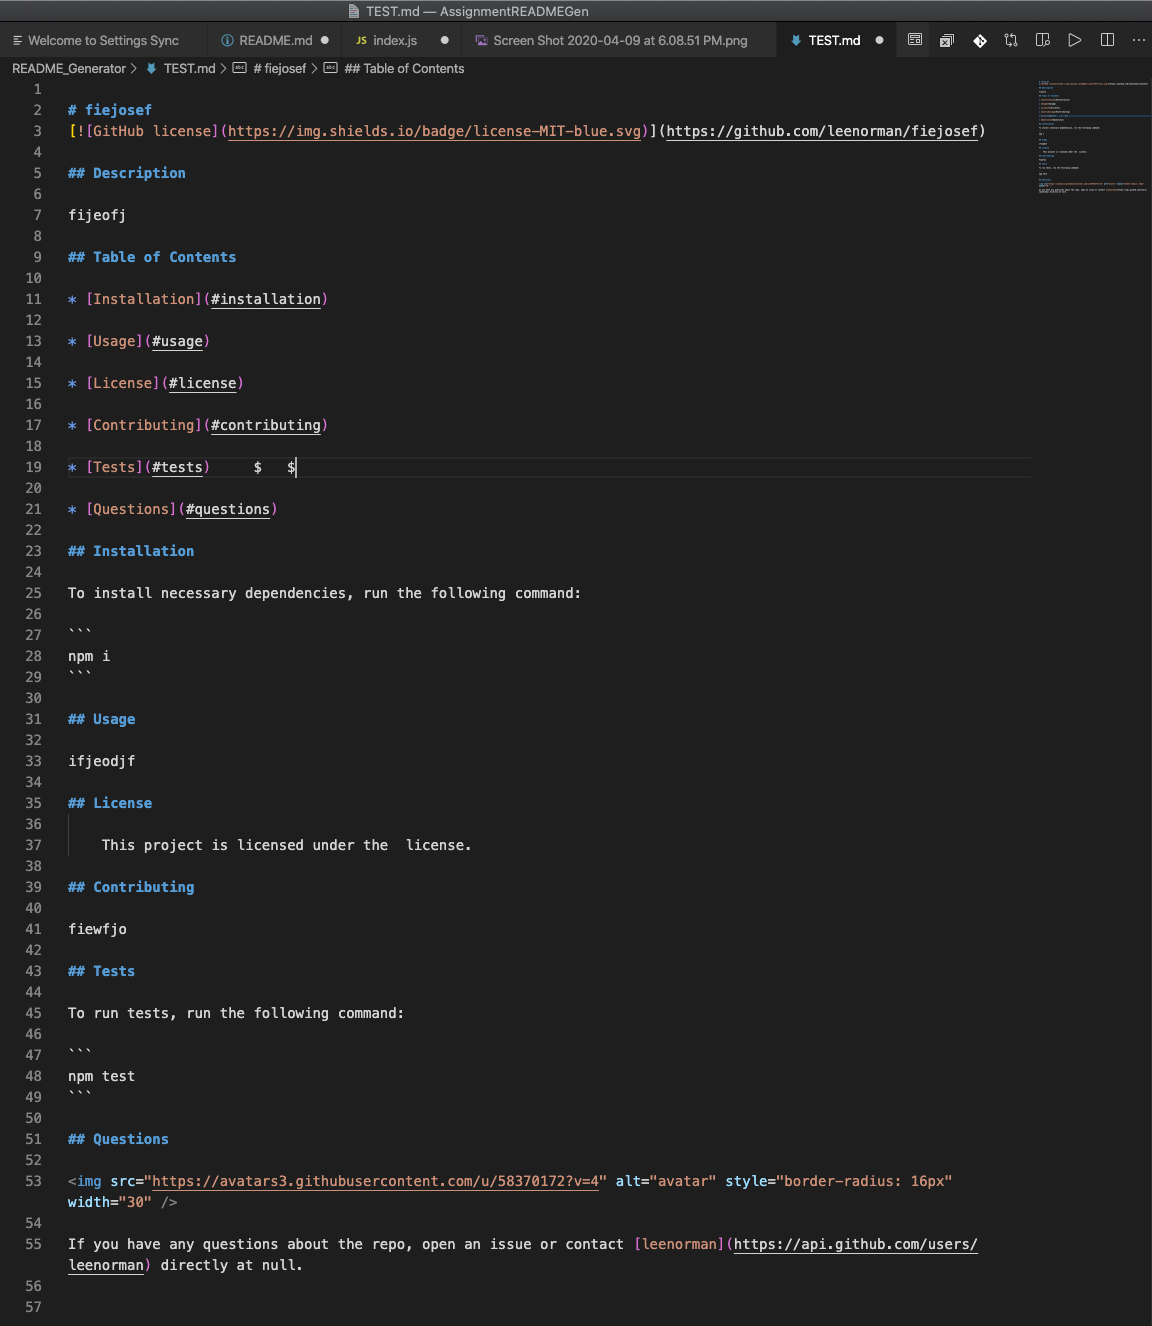 TEST.md — AssignmentREADMEGen
Welcome to Settings Sync README.md JS index.js Screen Shot 2020-04-09 at 6.08.51 PM.png TEST.md
README_Generator > TEST.md > # fiejosef > ## Table of Contents
1
2 # fiejosef
3 [![GitHub license](https://img.shields.io/badge/license-MIT-blue.svg)](https://github.com/leenorman/fiejosef)
4
5 ## Description
6
7 fijeofj
8
9 ## Table of Contents
10
11 * [Installation](#installation)
12
13 * [Usage](#usage)
14
15 * [License](#license)
16
17 * [Contributing](#contributing)
18
19 * [Tests](#tests)     $   $
20
21 * [Questions](#questions)
22
23 ## Installation
24
25 To install necessary dependencies, run the following command:
26
27 ```
28 npm i
29 ```
30
31 ## Usage
32
33 ifjeodjf
34
35 ## License
36
37     This project is licensed under the  license.
38
39 ## Contributing
40
41 fiewfjo
42
43 ## Tests
44
45 To run tests, run the following command:
46
47 ```
48 npm test
49 ```
50
51 ## Questions
52
53 <img src="https://avatars3.githubusercontent.com/u/58370172?v=4" alt="avatar" style="border-radius: 16px"
width="30" />
54
55 If you have any questions about the repo, open an issue or contact [leenorman](https://api.github.com/users/
leenorman) directly at null.
56
57